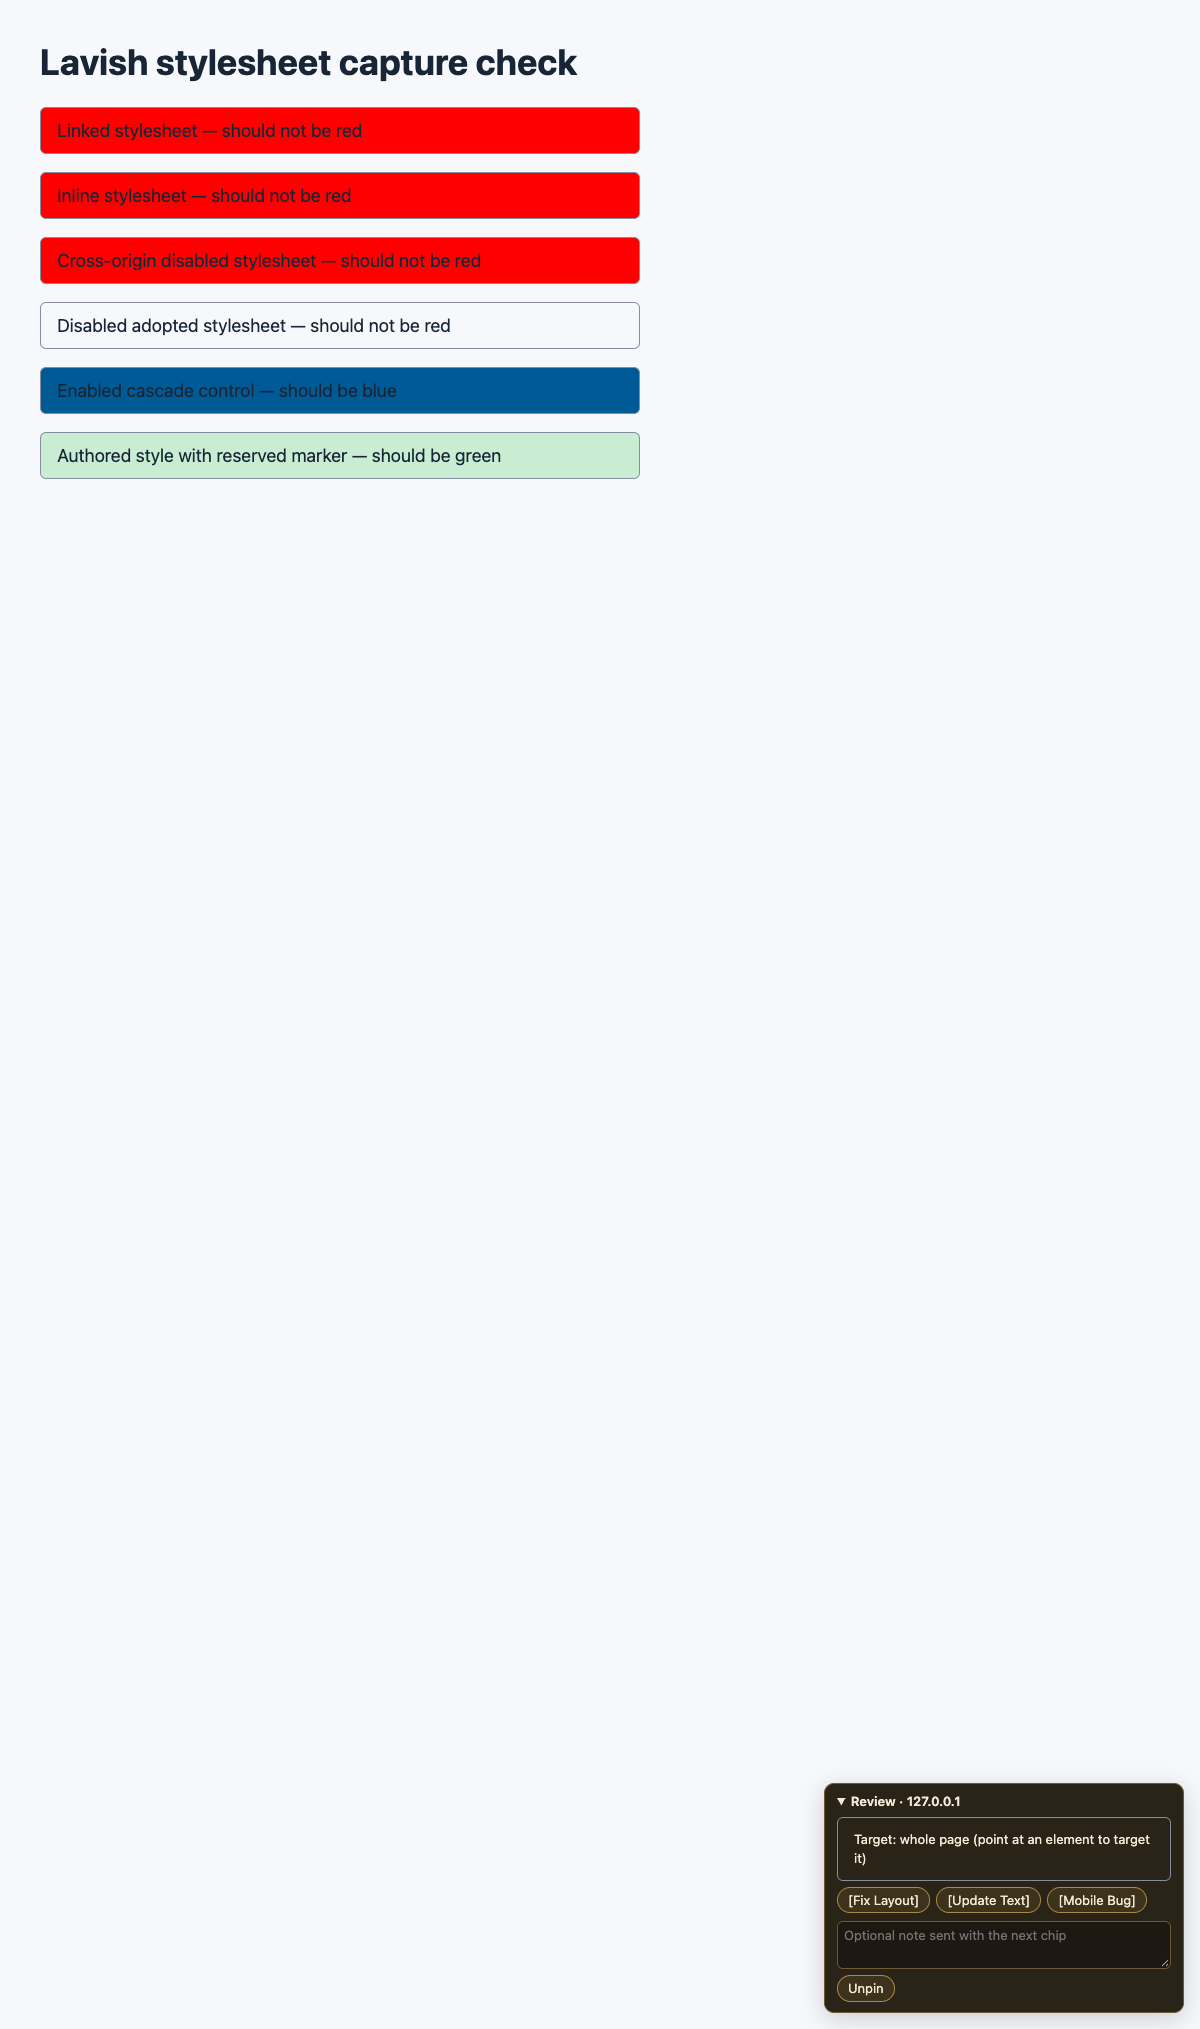 Lavish stylesheet capture check
Linked stylesheet — should not be red
Inline stylesheet — should not be red
Cross-origin disabled stylesheet — should not be red
Disabled adopted stylesheet — should not be red
Enabled cascade control — should be blue
Authored style with reserved marker — should be green
▼ Review · 127.0.0.1
Target: whole page (point at an element to target
it)
[Fix Layout] [Update Text] [Mobile Bug]
Optional note sent with the next chip
Unpin